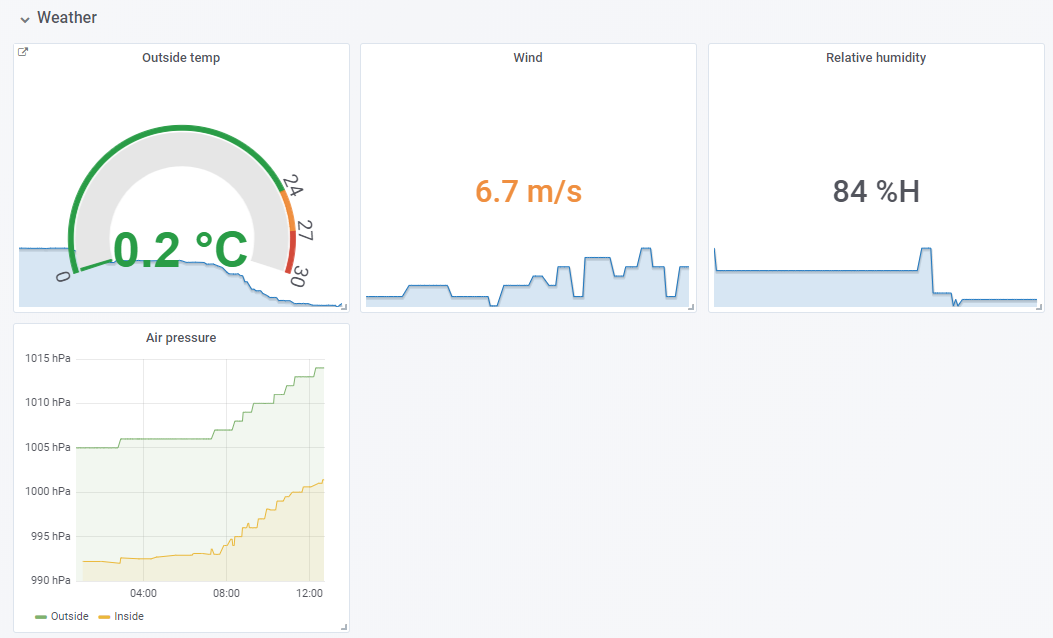 Weather
Outside temp
24
27
0.2 °C
0
30
Wind
6.7 m/s
Relative humidity
84 %H
Air pressure
1015 hPa
1010 hPa
1005 hPa
1000 hPa
995 hPa
990 hPa
04:00 08:00 12:00
Outside Inside